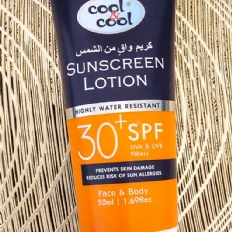 cool
&
cool
كريم واق من الشمس
SUNSCREEN
LOTION
HIGHLY WATER RESISTANT
30+ SPF
UVA & UVB
Filters
PREVENTS SKIN DAMAGE
REDUCES RISK OF SUN ALLERGIES
Face & Body
50ml | 1.69floz